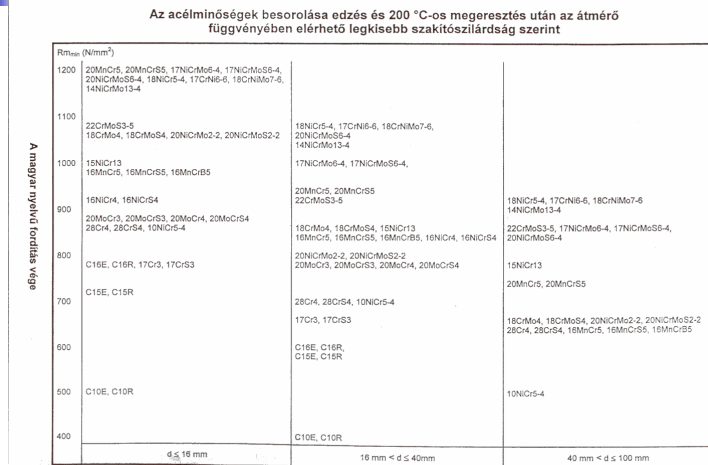 Az acélminőségek besorolása edzés és 200 °C-os megeresztés után az átmérő
függvényében elérhető legkisebb szakítószilárdság szerint
A magyar nyelvű fordítás vége
Rm_min (N/mm²)
1200
20MnCr5, 20MnCrS5, 17NiCrMo6-4, 17NiCrMoS6-4,
20NiCrMoS6-4, 18NiCr5-4, 17CrNi6-6, 18CrNiMo7-6,
14NiCrMo13-4
1100
22CrMoS3-5
18CrMo4, 18CrMoS4, 20NiCrMo2-2, 20NiCrMoS2-2
18NiCr5-4, 17CrNi6-6, 18CrNiMo7-6,
20NiCrMoS6-4
14NiCrMo13-4
1000
15NiCr13
16MnCr5, 16MnCrS5, 16MnCrB5
17NiCrMo6-4, 17NiCrMoS6-4,
20MnCr5, 20MnCrS5
22CrMoS3-5
16NiCr4, 16NiCrS4
18NiCr5-4, 17CrNi6-6, 18CrNiMo7-6
14NiCrMo13-4
900
20MoCr3, 20MoCrS3, 20MoCr4, 20MoCrS4
28Cr4, 28CrS4, 10NiCr5-4
18CrMo4, 18CrMoS4, 15NiCr13
16MnCr5, 16MnCrS5, 16MnCrB5, 16NiCr4, 16NiCrS4
22CrMoS3-5, 17NiCrMo6-4, 17NiCrMoS6-4,
20NiCrMoS6-4
800
C16E, C16R, 17Cr3, 17CrS3
20NiCrMo2-2, 20NiCrMoS2-2
20MoCr3, 20MoCrS3, 20MoCr4, 20MoCrS4
15NiCr13
20MnCr5, 20MnCrS5
C15E, C15R
700
28Cr4, 28CrS4, 10NiCr5-4
17Cr3, 17CrS3
18CrMo4, 18CrMoS4, 20NiCrMo2-2, 20NiCrMoS2-2
28Cr4, 28CrS4, 16MnCr5, 16MnCrS5, 16MnCrB5
600
C16E, C16R,
C15E, C15R
500
C10E, C10R
10NiCr5-4
400
C10E, C10R
d ≤ 16 mm
16 mm < d ≤ 40mm
40 mm < d ≤ 100 mm